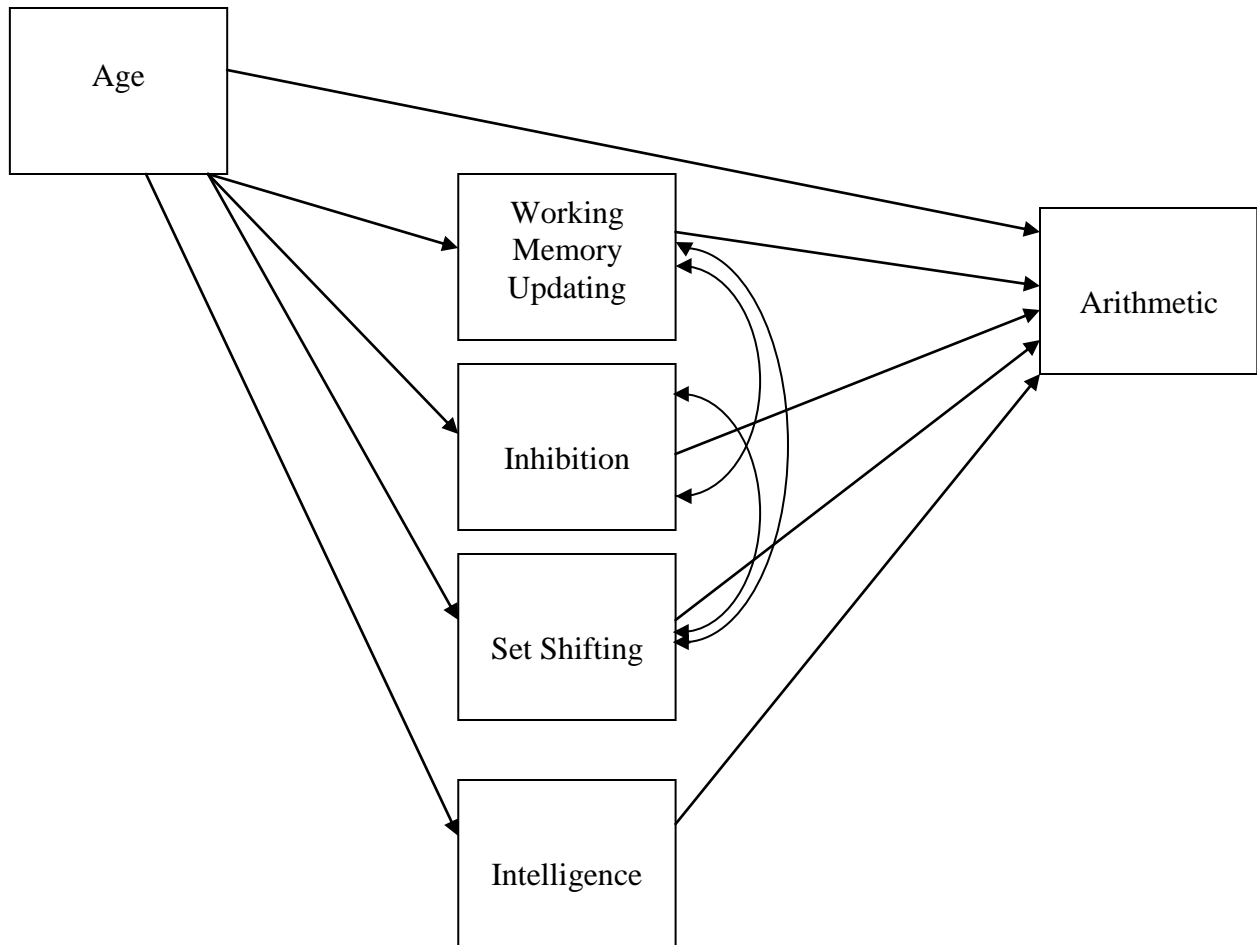 Age
Working
Memory
Updating
Arithmetic
Inhibition
Set Shifting
Intelligence